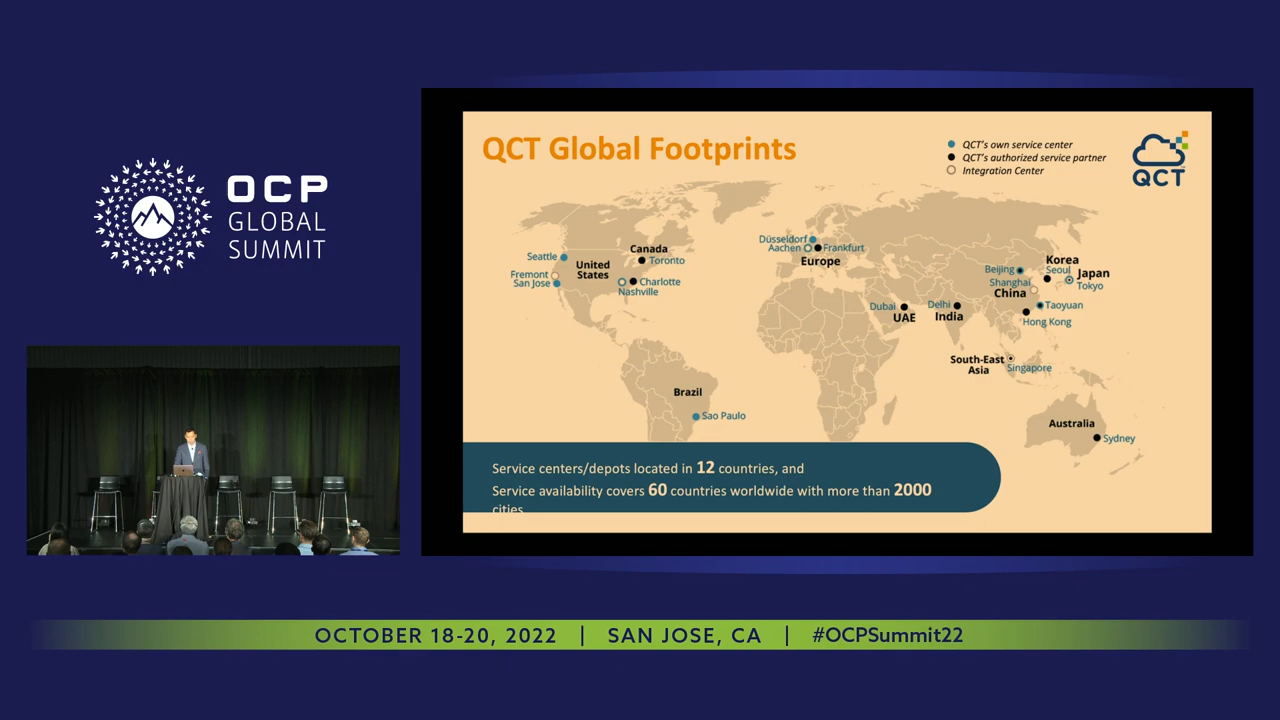 OCP
GLOBAL
SUMMIT
QCT Global Footprints
QCT's own service center
QCT's authorized service partner
Integration Center
QCT
Seattle
Fremont
San Jose
United
States
Canada
Toronto
Charlotte
Nashville
Düsseldorf
Aachen
Frankfurt
Europe
Korea
Seoul
Beijing
Japan
Tokyo
Shanghai
China
Taoyuan
Hong Kong
Dubai
UAE
Delhi
India
South-East
Asia
Singapore
Brazil
Sao Paulo
Australia
Sydney
Service centers/depots located in 12 countries, and
Service availability covers 60 countries worldwide with more than 2000
cities
OCTOBER 18-20, 2022 | SAN JOSE, CA | #OCPSummit22